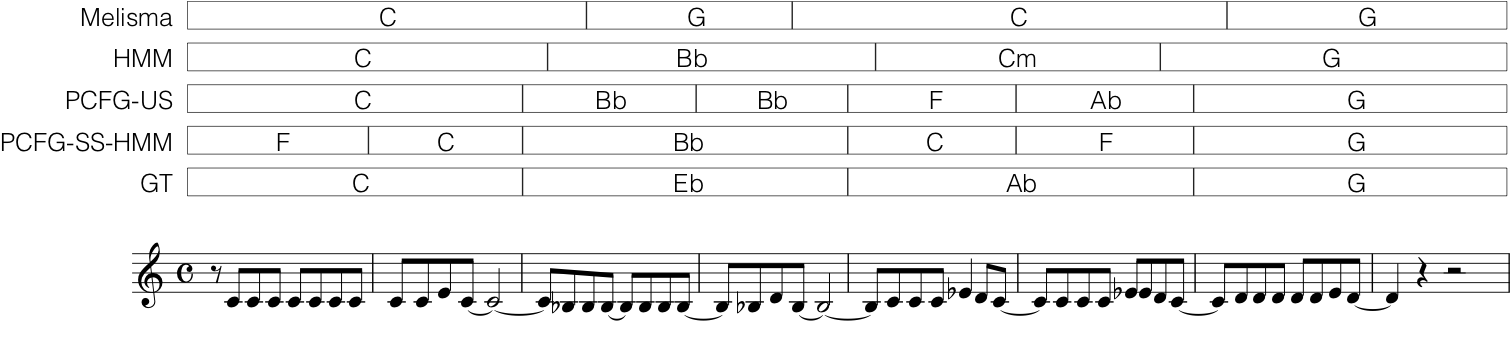 Melisma C G C G
HMM C Bb Cm G
PCFG-US C Bb Bb F Ab G
PCFG-SS-HMM F C Bb C F G
GT C Eb Ab G